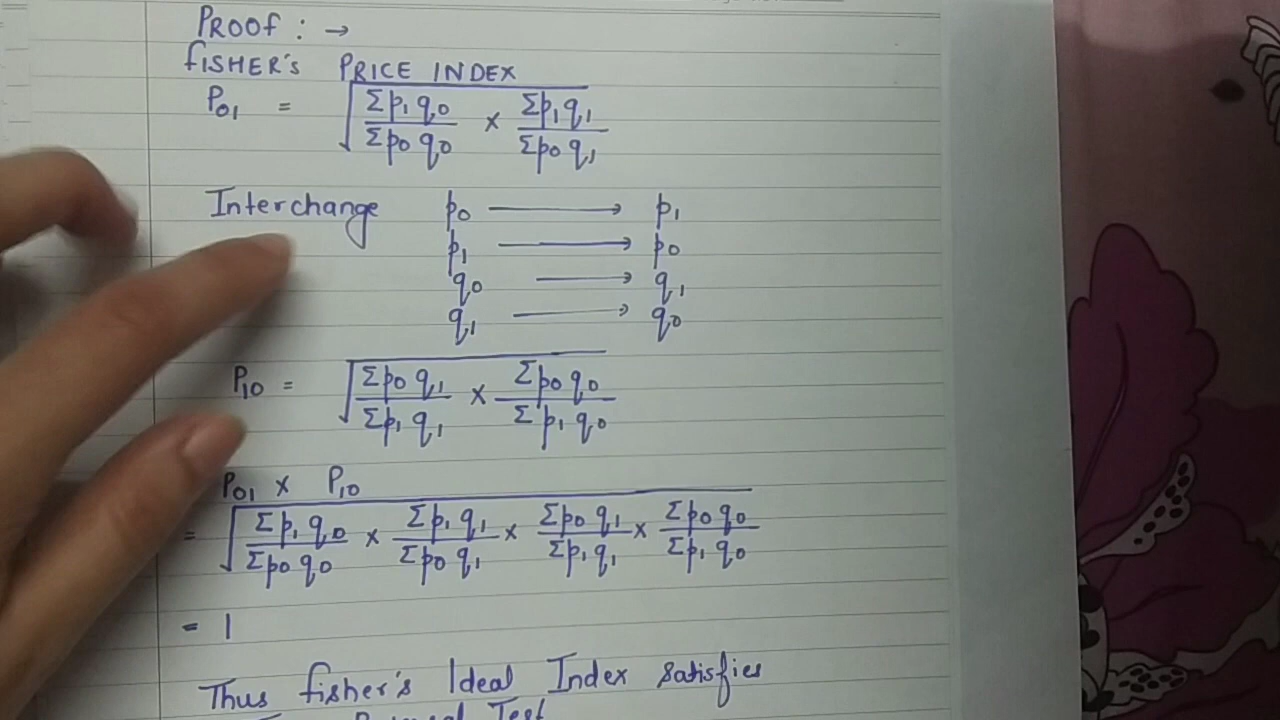 PROOF : →
FISHER'S PRICE INDEX
P₀₁ = √(Σp₁q₀/Σp₀q₀ × Σp₁q₁/Σp₀q₁)
Interchange p₀ → p₁
p₁ → p₀
q₀ → q₁
q₁ → q₀
P₁₀ = √(Σp₀q₁/Σp₁q₁ × Σp₀q₀/Σp₁q₀)
P₀₁ × P₁₀
= √(Σp₁q₀/Σp₀q₀ × Σp₁q₁/Σp₀q₁ × Σp₀q₁/Σp₁q₁ × Σp₀q₀/Σp₁q₀)
= 1
Thus fisher's Ideal Index satisfies
Reversal Test